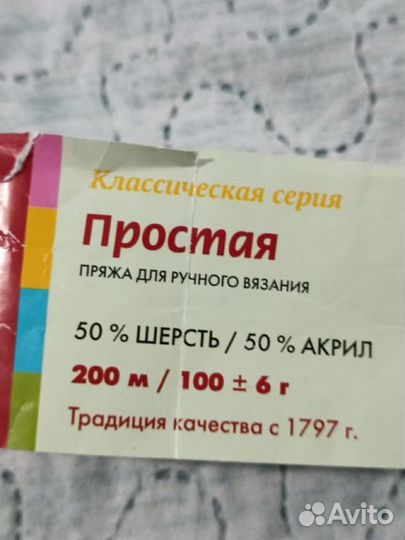 Классическая серия
Простая
ПРЯЖА ДЛЯ РУЧНОГО ВЯЗАНИЯ
50 % ШЕРСТЬ / 50 % АКРИЛ
200 м / 100 ± 6 г
Традиция качества с 1797 г.
Avito